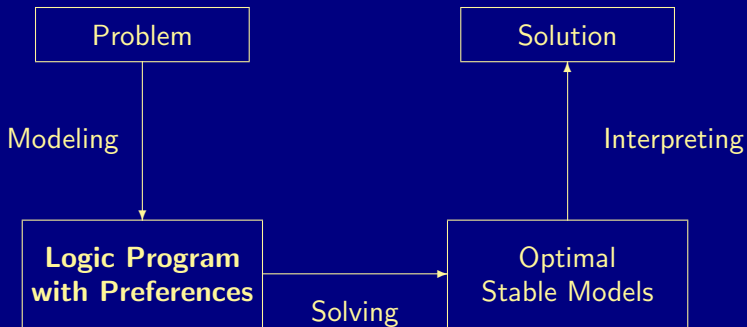 Problem
Solution
Modeling
Interpreting
Logic Program
with Preferences
Optimal
Stable Models
Solving